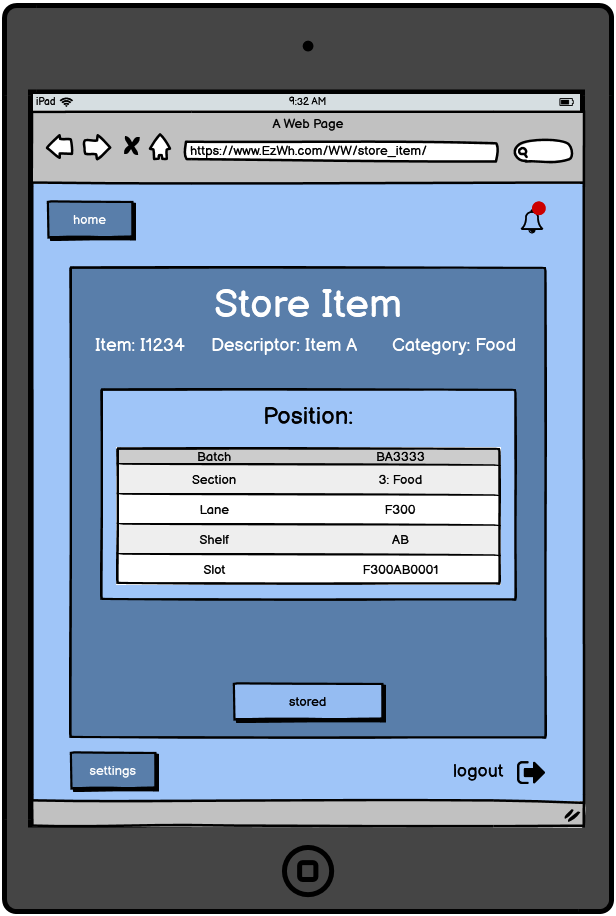 iPad 9:32 AM
A Web Page
https://www.EzWh.com/WW/store_item/
home
Store Item
Item: I1234 Descriptor: Item A Category: Food
Position:
Batch BA3333
Section 3: Food
Lane F300
Shelf AB
Slot F300AB0001
stored
settings logout